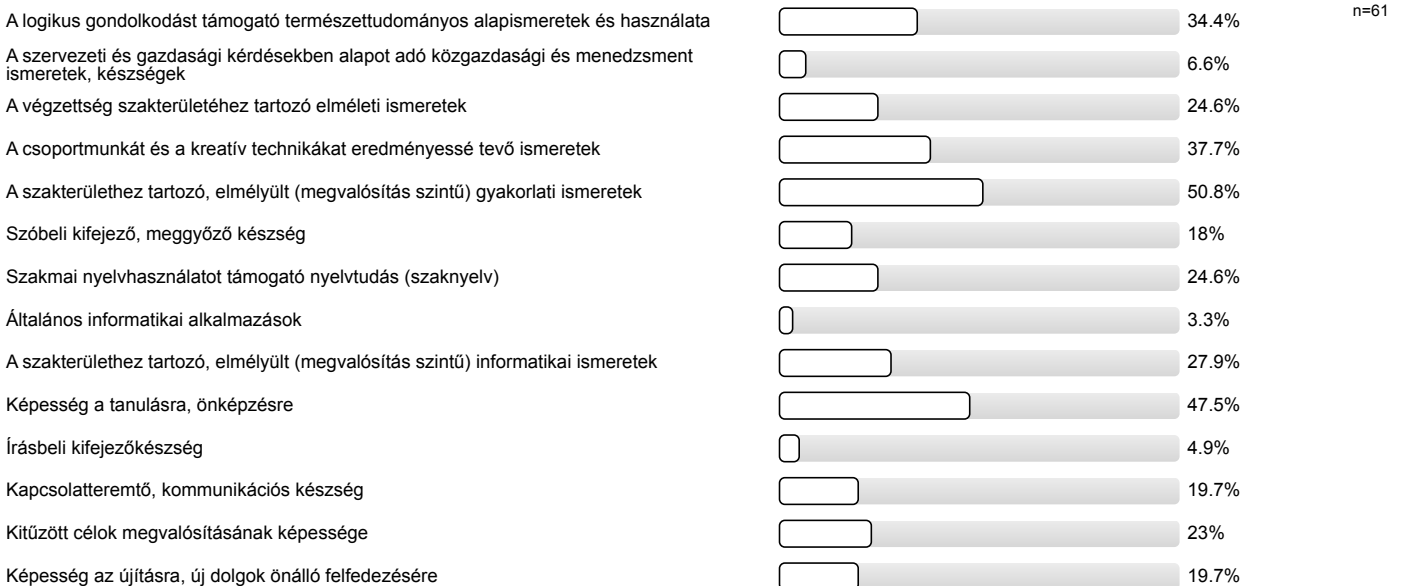 A logikus gondolkodást támogató természettudományos alapismeretek és használata 34.4% n=61
A szervezeti és gazdasági kérdésekben alapot adó közgazdasági és menedzsment
ismeretek, készségek 6.6%
A végzettség szakterületéhez tartozó elméleti ismeretek 24.6%
A csoportmunkát és a kreatív technikákat eredményessé tevő ismeretek 37.7%
A szakterülethez tartozó, elmélyült (megvalósítás szintű) gyakorlati ismeretek 50.8%
Szóbeli kifejező, meggyőző készség 18%
Szakmai nyelvhasználatot támogató nyelvtudás (szaknyelv) 24.6%
Általános informatikai alkalmazások 3.3%
A szakterülethez tartozó, elmélyült (megvalósítás szintű) informatikai ismeretek 27.9%
Képesség a tanulásra, önképzésre 47.5%
Írásbeli kifejezőkészség 4.9%
Kapcsolatteremtő, kommunikációs készség 19.7%
Kitűzött célok megvalósításának képessége 23%
Képesség az újításra, új dolgok önálló felfedezésére 19.7%